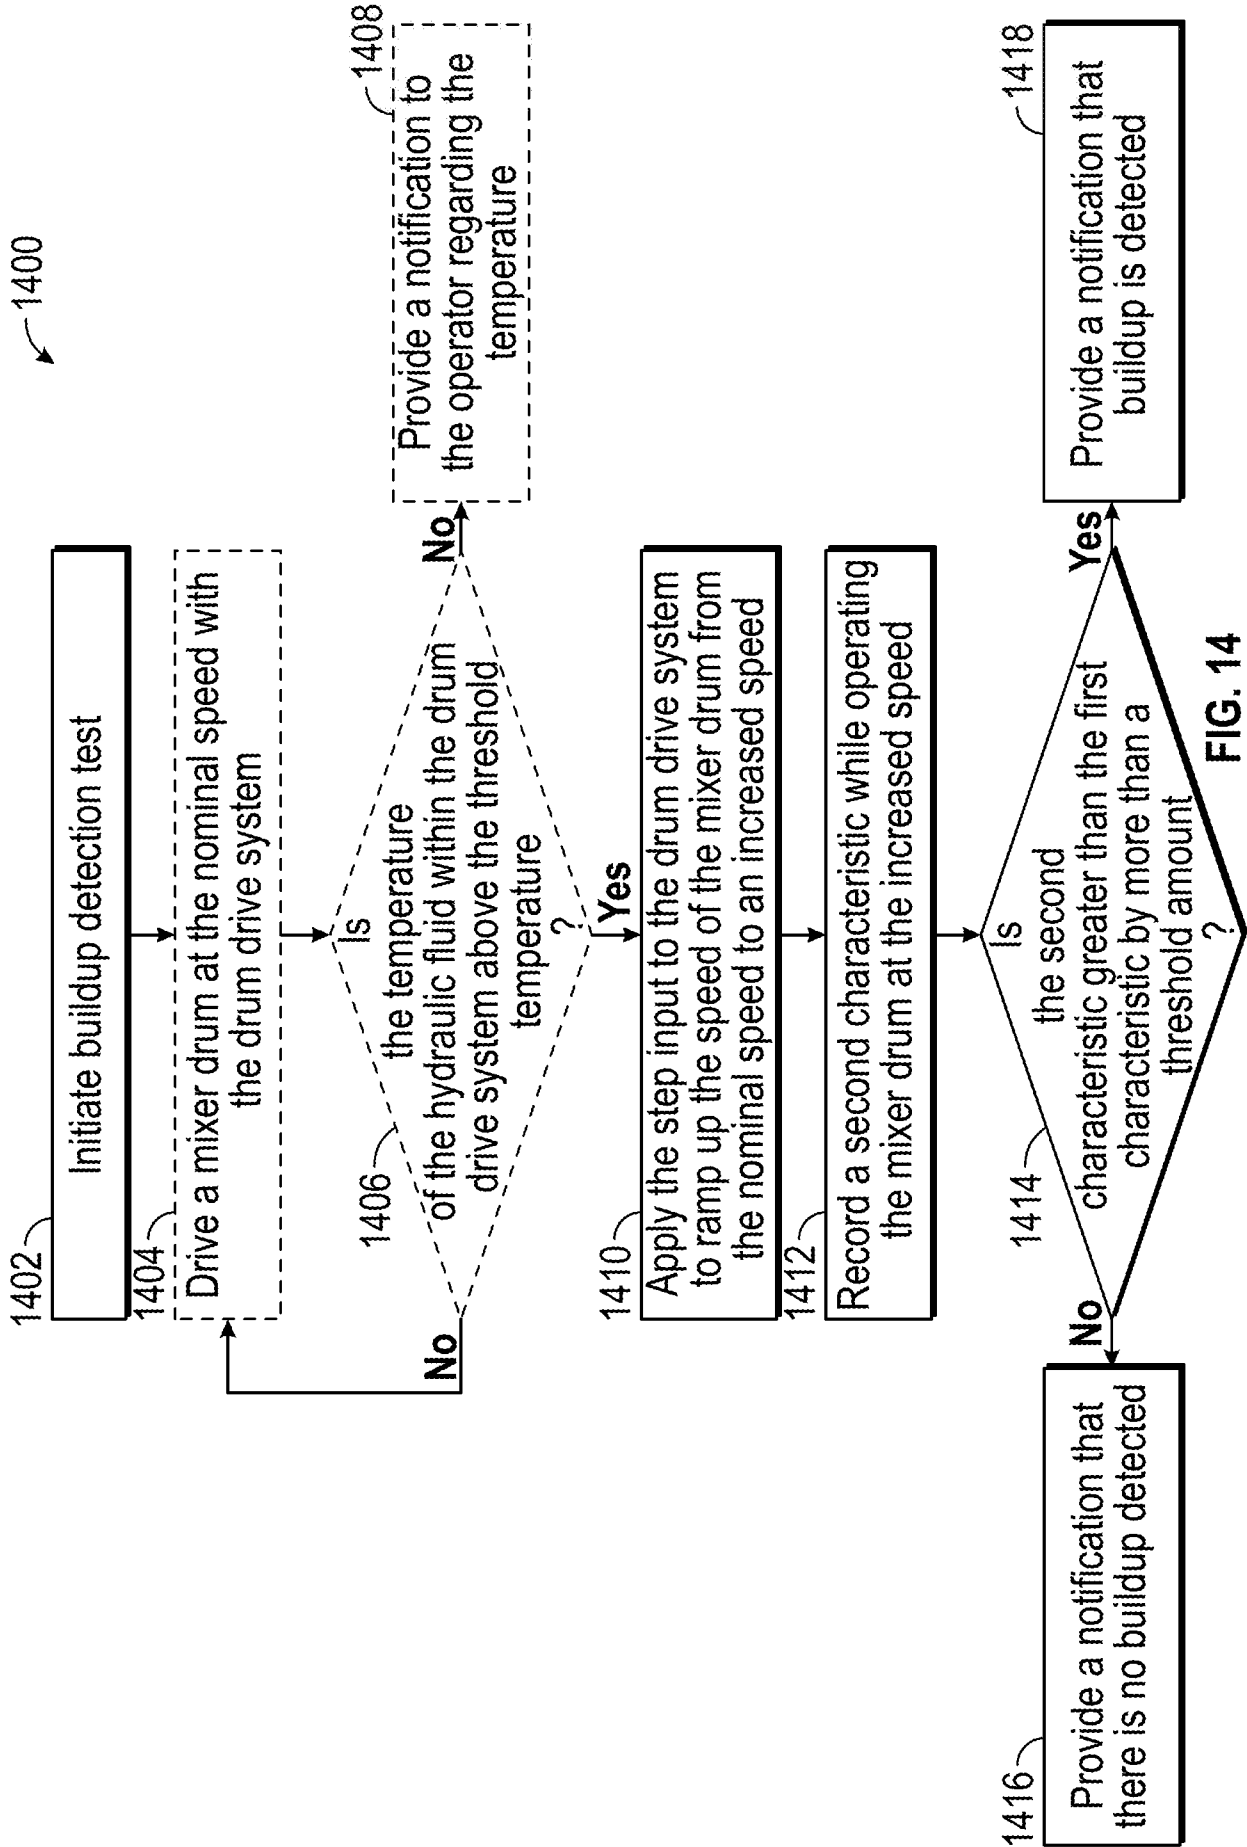 1400
1402
Initiate buildup detection test
1404
Drive a mixer drum at the nominal speed with
the drum drive system
1406
Is
the temperature
of the hydraulic fluid within the drum
drive system above the threshold
temperature
?
No
No
1408
Provide a notification to
the operator regarding the
temperature
Yes
1410
Apply the step input to the drum drive system
to ramp up the speed of the mixer drum from
the nominal speed to an increased speed
1412
Record a second characteristic while operating
the mixer drum at the increased speed
1414
Is
the second
characteristic greater than the first
characteristic by more than a
threshold amount
?
No
1416
Provide a notification that
there is no buildup detected
Yes
1418
Provide a notification that
buildup is detected
FIG. 14